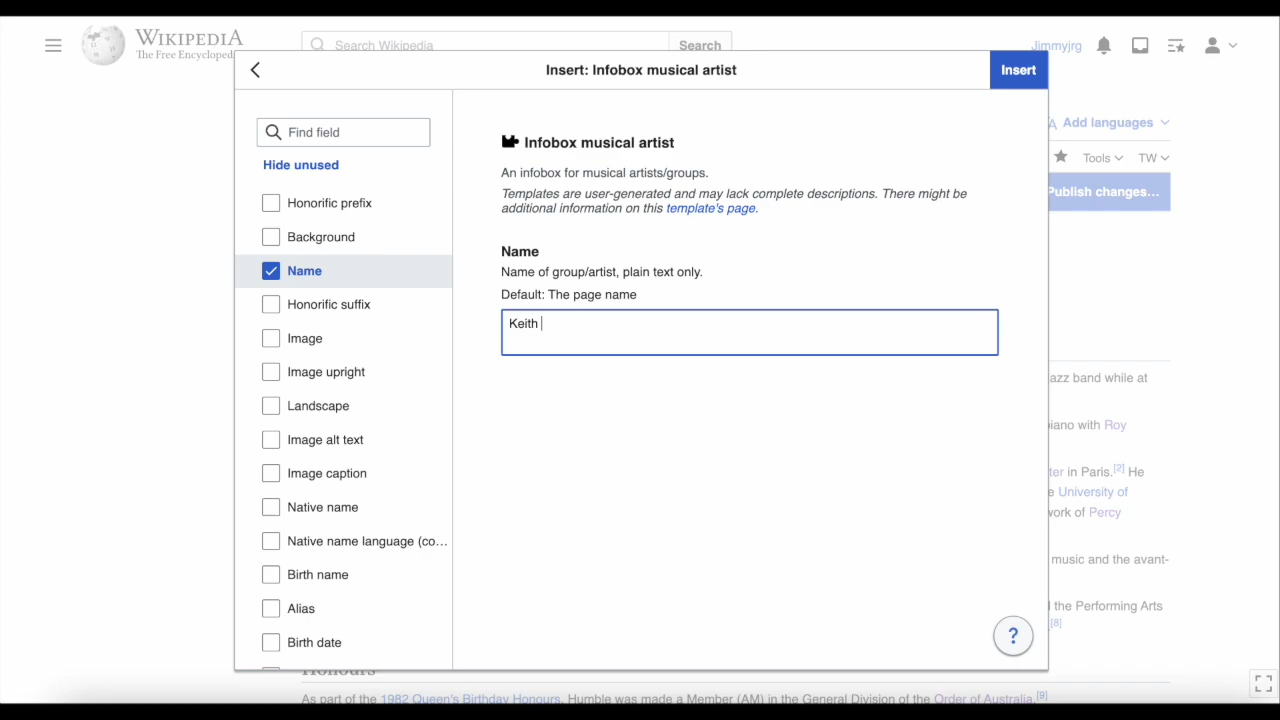 WIKIPEDIA
The Free Encyclopedi
Search Wikipedia
Search
Jimmyjrg
Insert: Infobox musical artist
Insert
Find field
Hide unused
Honorific prefix
Background
Name
Honorific suffix
Image
Image upright
Landscape
Image alt text
Image caption
Native name
Native name language (co...
Birth name
Alias
Birth date
Infobox musical artist
An infobox for musical artists/groups.
Templates are user-generated and may lack complete descriptions. There might be
additional information on this template's page.
Name
Name of group/artist, plain text only.
Default: The page name
Keith
?
Add languages
Tools
TW
Publish changes...
azz band while at
iano with Roy
ter in Paris.[2] He
e University of
work of Percy
music and the avant-
l the Performing Arts
[8]
Honours
As part of the 1982 Queen's Birthday Honours, Humble was made a Member (AM) in the General Division of the Order of Australia.[9]